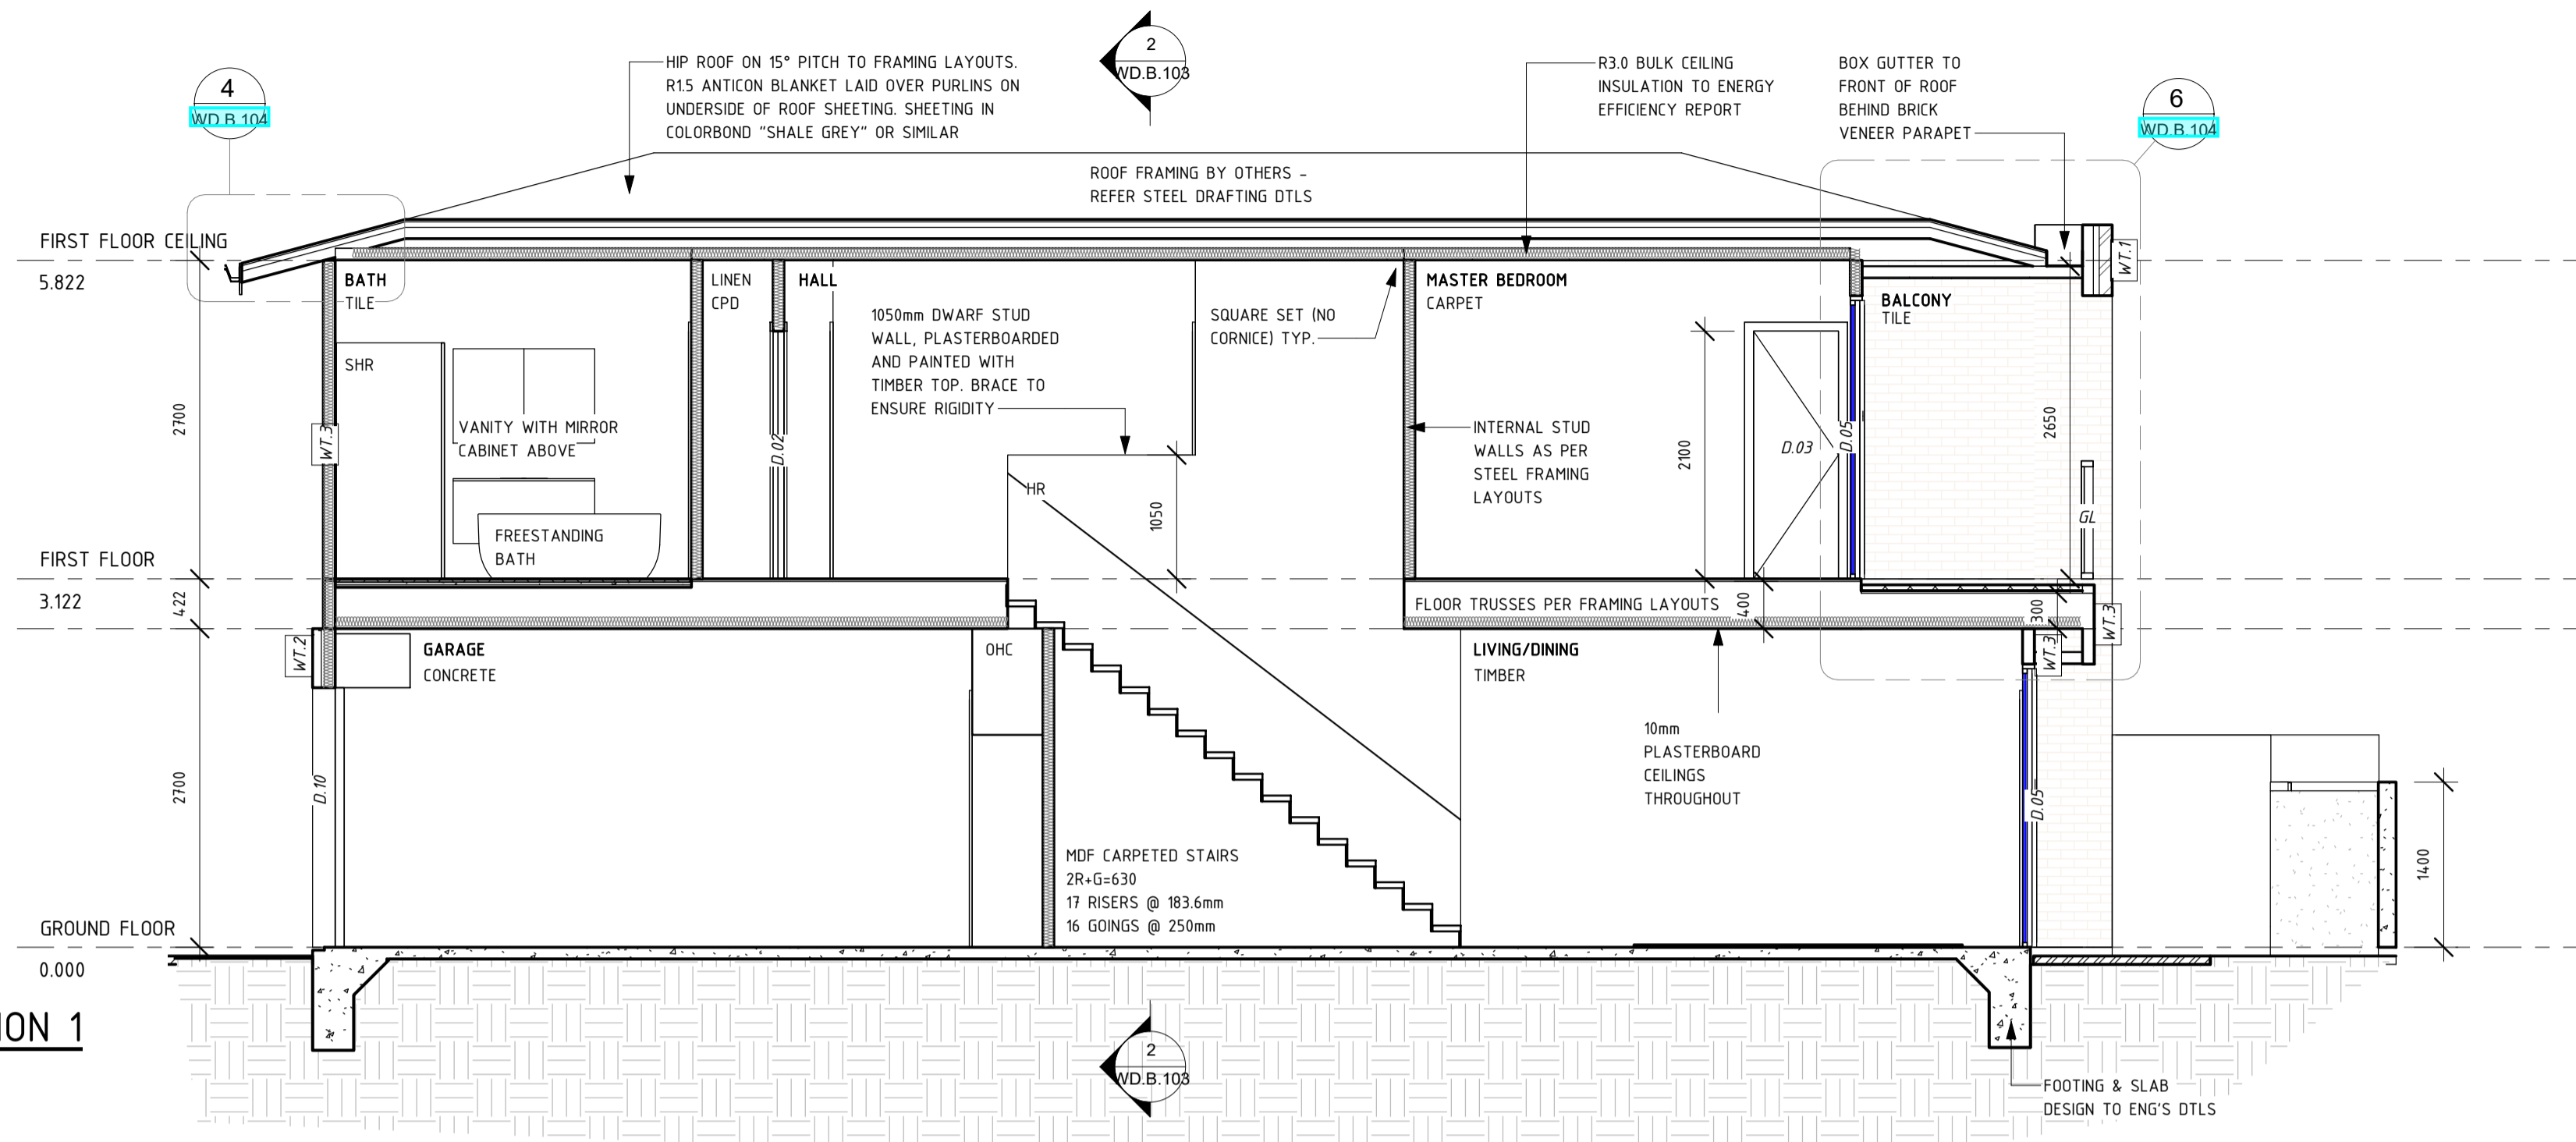 2
WD.B.103
4
WD.B.104
HIP ROOF ON 15° PITCH TO FRAMING LAYOUTS.
R1.5 ANTICON BLANKET LAID OVER PURLINS ON
UNDERSIDE OF ROOF SHEETING. SHEETING IN
COLORBOND "SHALE GREY" OR SIMILAR
R3.0 BULK CEILING
INSULATION TO ENERGY
EFFICIENCY REPORT
BOX GUTTER TO
FRONT OF ROOF
BEHIND BRICK
VENEER PARAPET
6
WD.B.104
ROOF FRAMING BY OTHERS -
REFER STEEL DRAFTING DTLS
FIRST FLOOR CEILING
5.822
BATH
TILE
LINEN
CPD
HALL
MASTER BEDROOM
CARPET
BALCONY
TILE
WT.1
SHR
1050mm DWARF STUD
WALL, PLASTERBOARDED
AND PAINTED WITH
TIMBER TOP. BRACE TO
ENSURE RIGIDITY
SQUARE SET (NO
CORNICE) TYP.
2700
WT.3
VANITY WITH MIRROR
CABINET ABOVE
D.02
INTERNAL STUD
WALLS AS PER
STEEL FRAMING
LAYOUTS
2100
D.03
D.05
2650
HR
1050
GL
FREESTANDING
BATH
FIRST FLOOR
3.122
422
FLOOR TRUSSES PER FRAMING LAYOUTS
400
300
WT.3
WT.2
GARAGE
CONCRETE
OHC
LIVING/DINING
TIMBER
WT.3
10mm
PLASTERBOARD
CEILINGS
THROUGHOUT
2700
D.10
D.05
1400
MDF CARPETED STAIRS
2R+G=630
17 RISERS @ 183.6mm
16 GOINGS @ 250mm
GROUND FLOOR
0.000
ION 1
2
WD.B.103
FOOTING & SLAB
DESIGN TO ENG'S DTLS